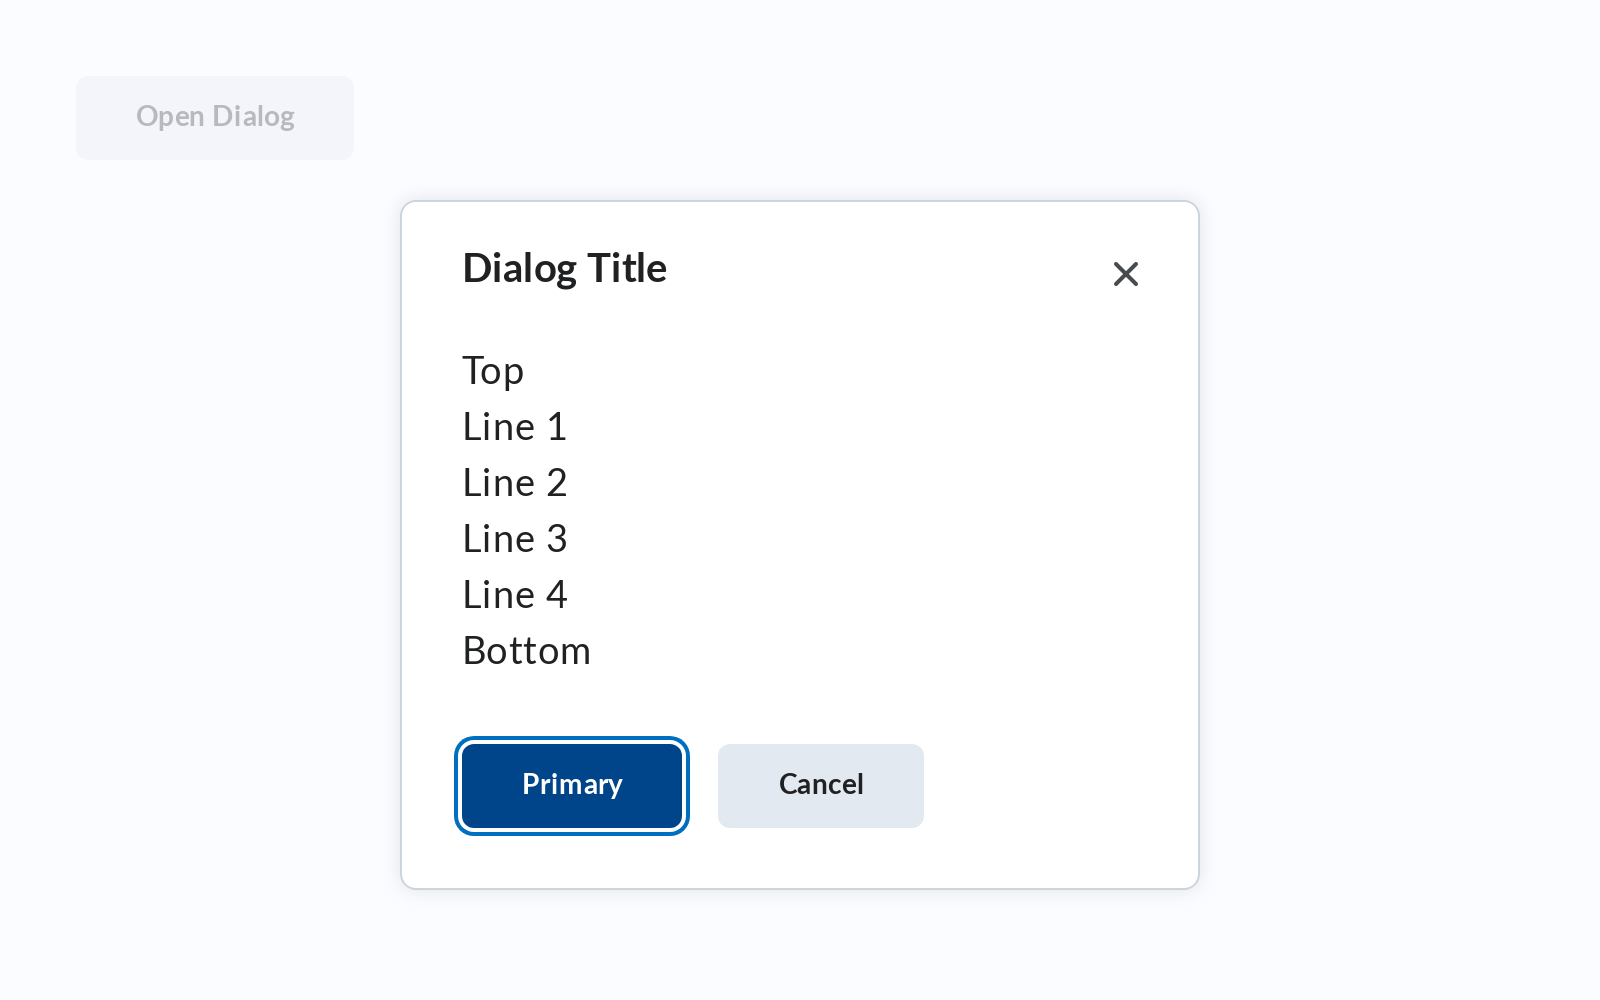 Open Dialog
Dialog Title
Top
Line 1
Line 2
Line 3
Line 4
Bottom
Primary
Cancel